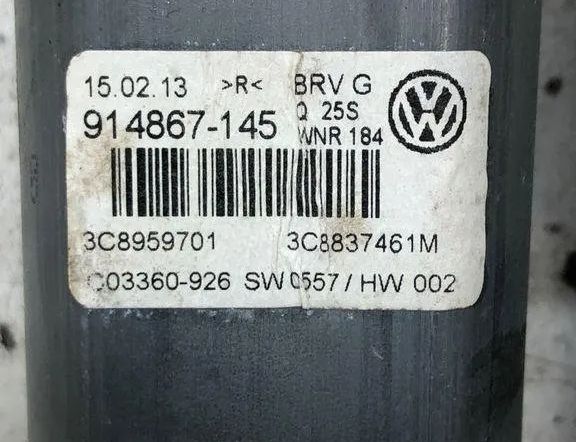 15.02.13 >R< BRV G
Q 25S
914867-145 WNR 184
3C8959701 3C8837461M
C03360-926 SW 0557 / HW 002